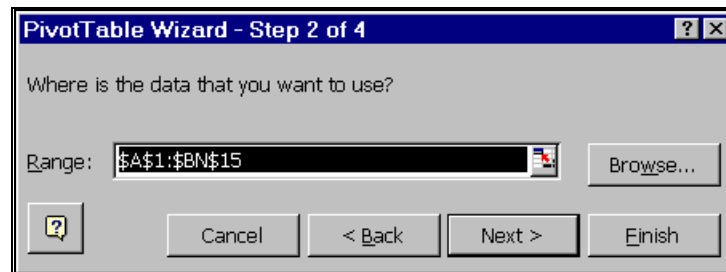 PivotTable Wizard - Step 2 of 4
Where is the data that you want to use?
Range: $A$1:$BN$15 Browse...
Cancel < Back Next > Finish